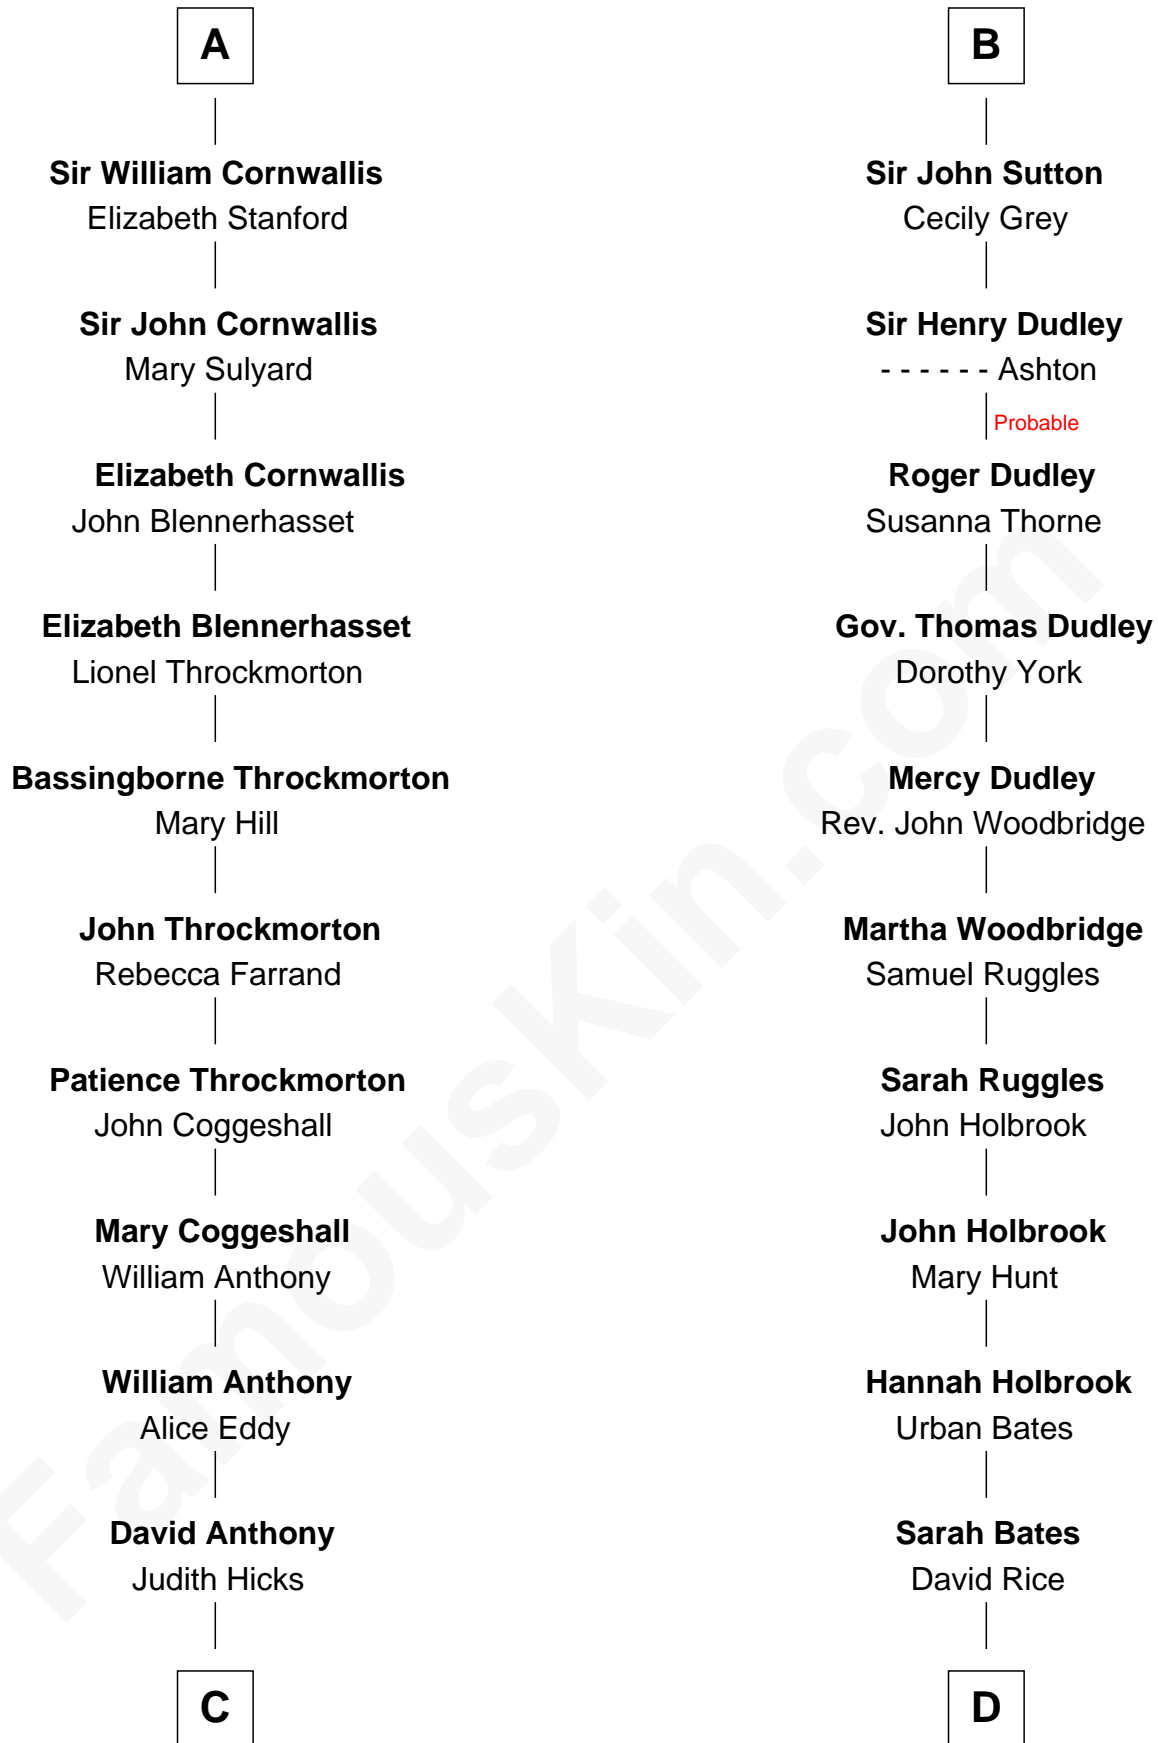 A
Sir William Cornwallis
Elizabeth Stanford
Sir John Cornwallis
Mary Sulyard
Elizabeth Cornwallis
John Blennerhasset
Elizabeth Blennerhasset
Lionel Throckmorton
Bassingborne Throckmorton
Mary Hill
John Throckmorton
Rebecca Farrand
Patience Throckmorton
John Coggeshall
Mary Coggeshall
William Anthony
William Anthony
Alice Eddy
David Anthony
Judith Hicks
C
B
Sir John Sutton
Cecily Grey
Sir Henry Dudley
- - - - - - Ashton
Probable
Roger Dudley
Susanna Thorne
Gov. Thomas Dudley
Dorothy York
Mercy Dudley
Rev. John Woodbridge
Martha Woodbridge
Samuel Ruggles
Sarah Ruggles
John Holbrook
John Holbrook
Mary Hunt
Hannah Holbrook
Urban Bates
Sarah Bates
David Rice
D
FamousKin.com